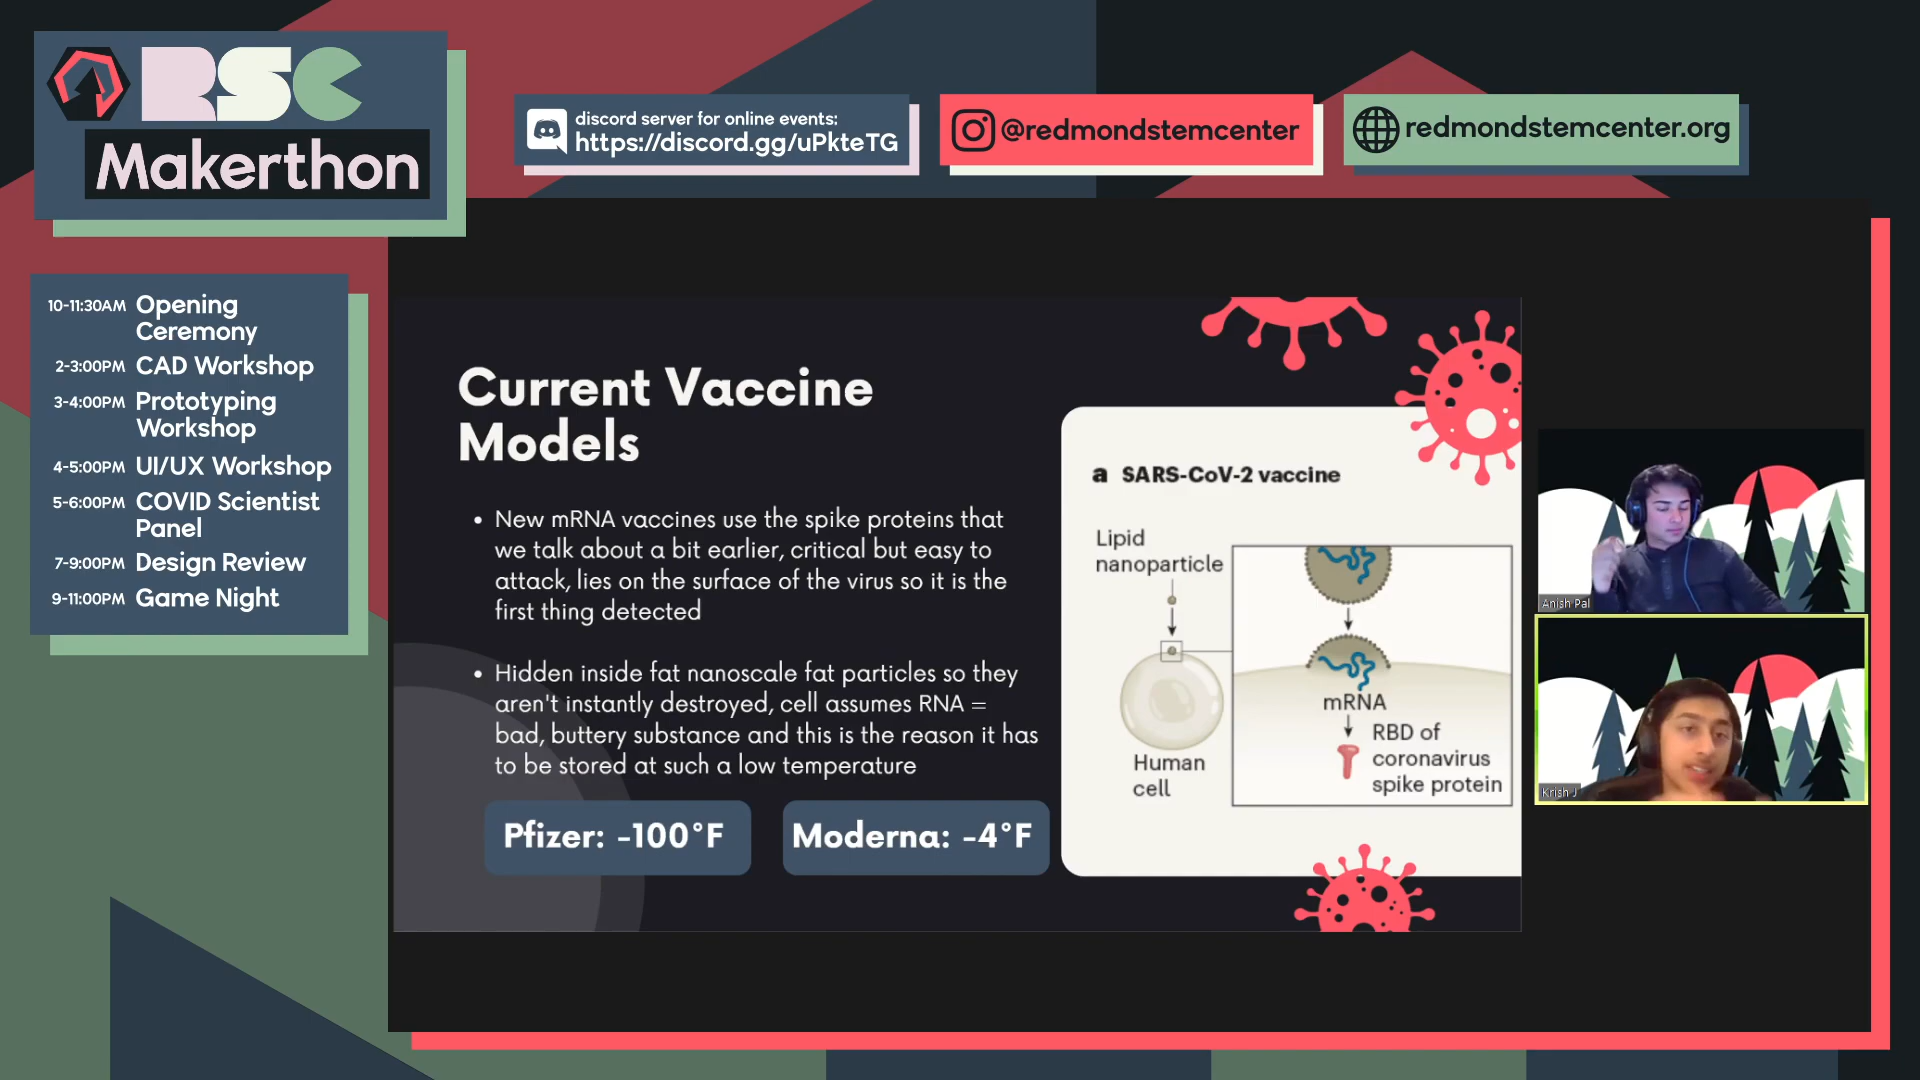 RSC
Makerthon
discord server for online events:
https://discord.gg/uPkteTG
@redmondstemcenter
redmondstemcenter.org
10-11:30AM Opening
Ceremony
2-3:00PM CAD Workshop
3-4:00PM Prototyping
Workshop
4-5:00PM UI/UX Workshop
5-6:00PM COVID Scientist
Panel
7-9:00PM Design Review
9-11:00PM Game Night
Current Vaccine
Models
• New mRNA vaccines use the spike proteins that
we talk about a bit earlier, critical but easy to
attack, lies on the surface of the virus so it is the
first thing detected
• Hidden inside fat nanoscale fat particles so they
aren't instantly destroyed, cell assumes RNA =
bad, buttery substance and this is the reason it has
to be stored at such a low temperature
Pfizer: -100°F
Moderna: -4°F
a SARS-CoV-2 vaccine
Lipid
nanoparticle
Human
cell
mRNA
RBD of
coronavirus
spike protein
Anish Pal
Krish J